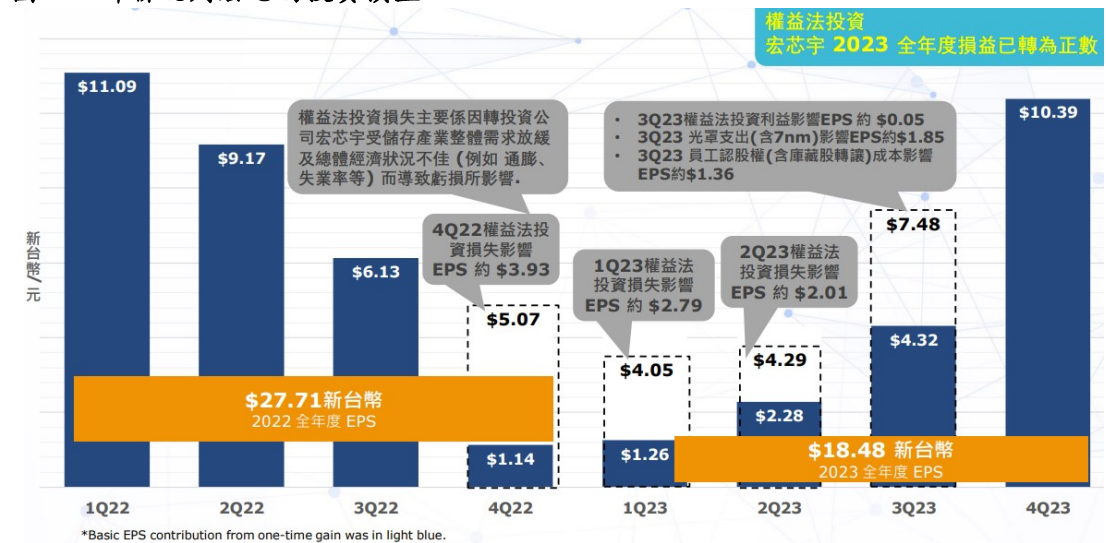 權益法投資
宏芯宇 2023 全年度損益已轉為正數
$11.09
$9.17
$6.13
$10.39
權益法投資損失主要係因轉投資公
司宏芯宇受儲存產業整體需求放緩
及總體經濟狀況不佳 (例如 通膨、
失業率等) 而導致虧損所影響.
• 3Q23權益法投資利益影響EPS 約 $0.05
• 3Q23 光罩支出(含7nm)影響EPS約$1.85
• 3Q23 員工認股權(含庫藏股轉讓)成本影響
EPS約$1.36
4Q22權益法投
資損失影響
EPS 約 $3.93
1Q23權益法
投資損失影響
EPS 約 $2.79
2Q23權益法
投資損失影響
EPS 約 $2.01
$7.48
$5.07
$4.05
$4.29
$4.32
$2.28
$1.14
$1.26
新台幣/元
$27.71新台幣
2022 全年度 EPS
$18.48 新台幣
2023 全年度 EPS
1Q22
2Q22
3Q22
4Q22
1Q23
2Q23
3Q23
4Q23
*Basic EPS contribution from one-time gain was in light blue.